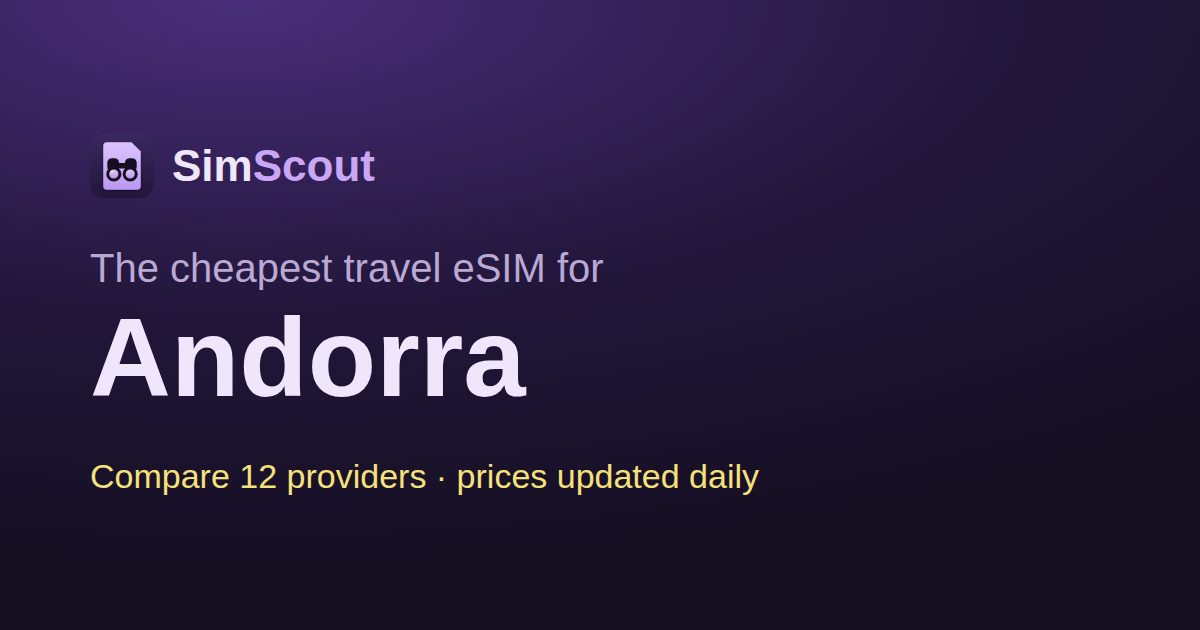 SimScout
The cheapest travel eSIM for
Andorra
Compare 12 providers · prices updated daily